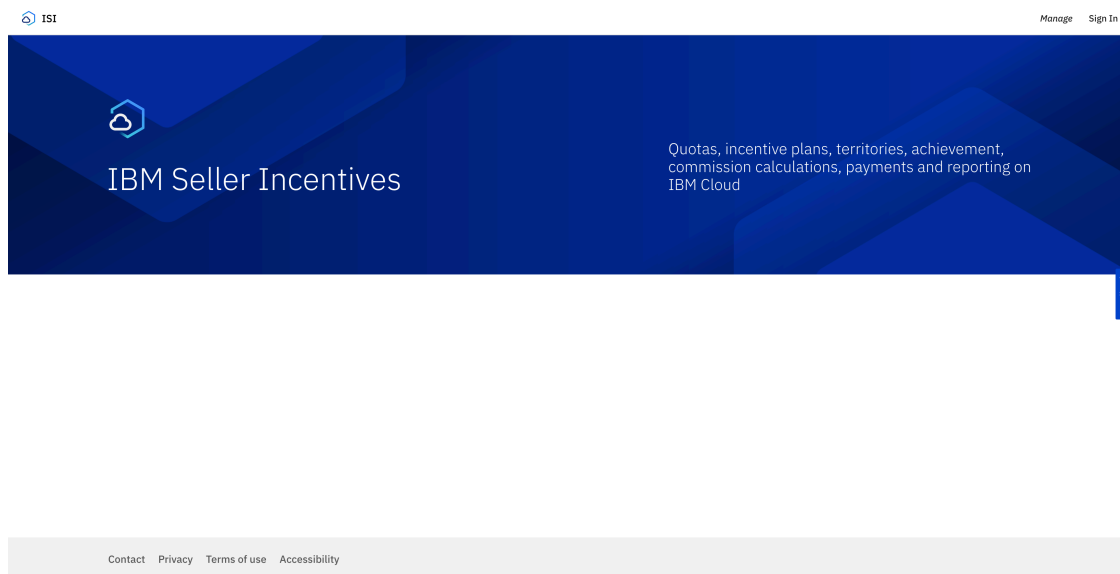 ISI
Manage Sign In
IBM Seller Incentives
Quotas, incentive plans, territories, achievement,
commission calculations, payments and reporting on
IBM Cloud
Contact Privacy Terms of use Accessibility